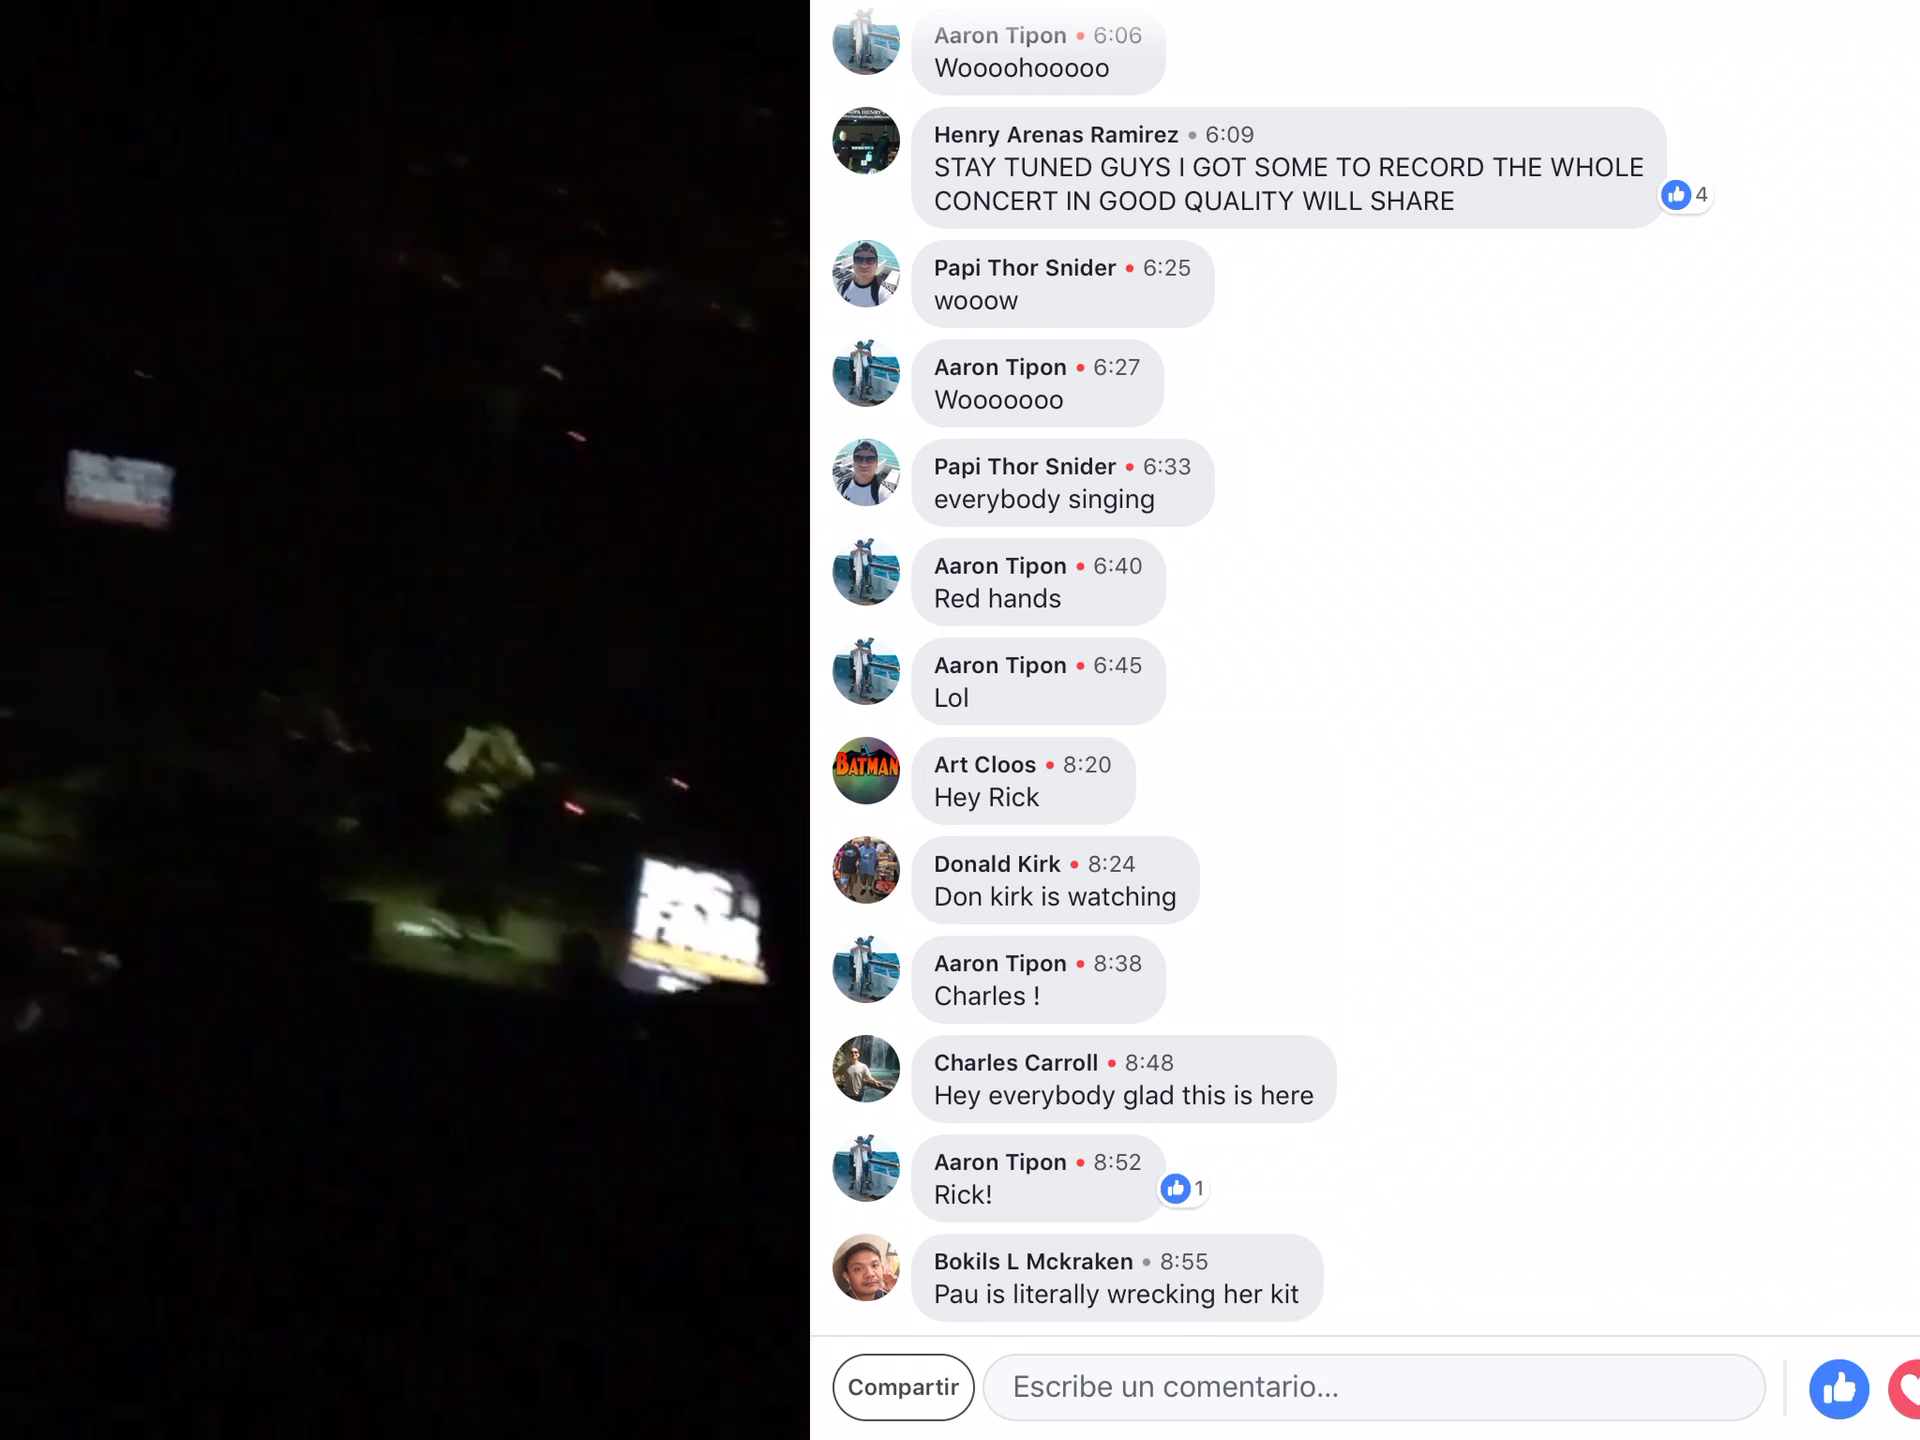 Aaron Tipon • 6:06
Woooohooooo
Henry Arenas Ramirez • 6:09
STAY TUNED GUYS I GOT SOME TO RECORD THE WHOLE
CONCERT IN GOOD QUALITY WILL SHARE
4
Papi Thor Snider • 6:25
wooow
Aaron Tipon • 6:27
Wooooooo
Papi Thor Snider • 6:33
everybody singing
Aaron Tipon • 6:40
Red hands
Aaron Tipon • 6:45
Lol
BATMAN
Art Cloos • 8:20
Hey Rick
Donald Kirk • 8:24
Don kirk is watching
Aaron Tipon • 8:38
Charles !
Charles Carroll • 8:48
Hey everybody glad this is here
Aaron Tipon • 8:52
Rick!
1
Bokils L Mckraken • 8:55
Pau is literally wrecking her kit
Compartir
Escribe un comentario...